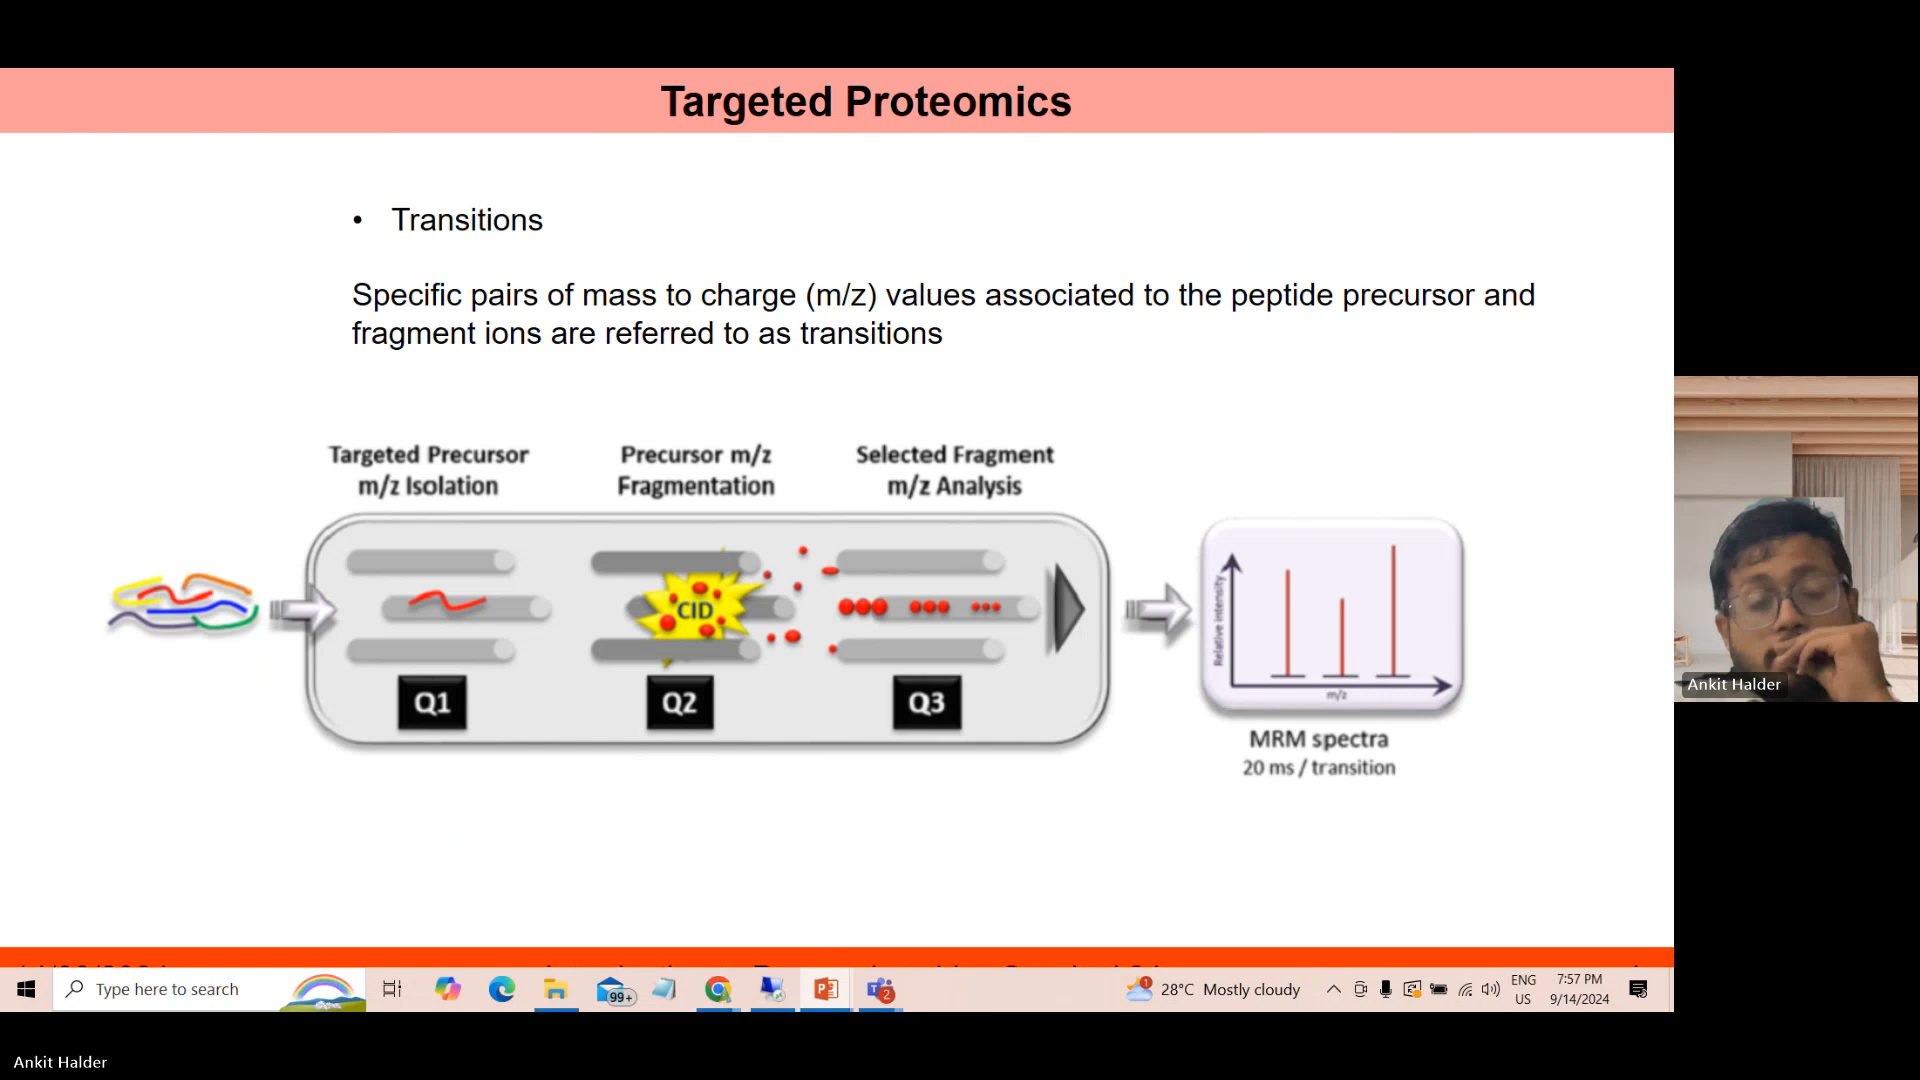 Targeted Proteomics
• Transitions
Specific pairs of mass to charge (m/z) values associated to the peptide precursor and
fragment ions are referred to as transitions
Targeted Precursor
m/z Isolation
Precursor m/z
Fragmentation
Selected Fragment
m/z Analysis
CID
Q1
Q2
Q3
Relative intensity
m/z
MRM spectra
20 ms / transition
Ankit Halder
Type here to search
99+
2
1
28°C Mostly cloudy
ENG
US
7:57 PM
9/14/2024
Ankit Halder